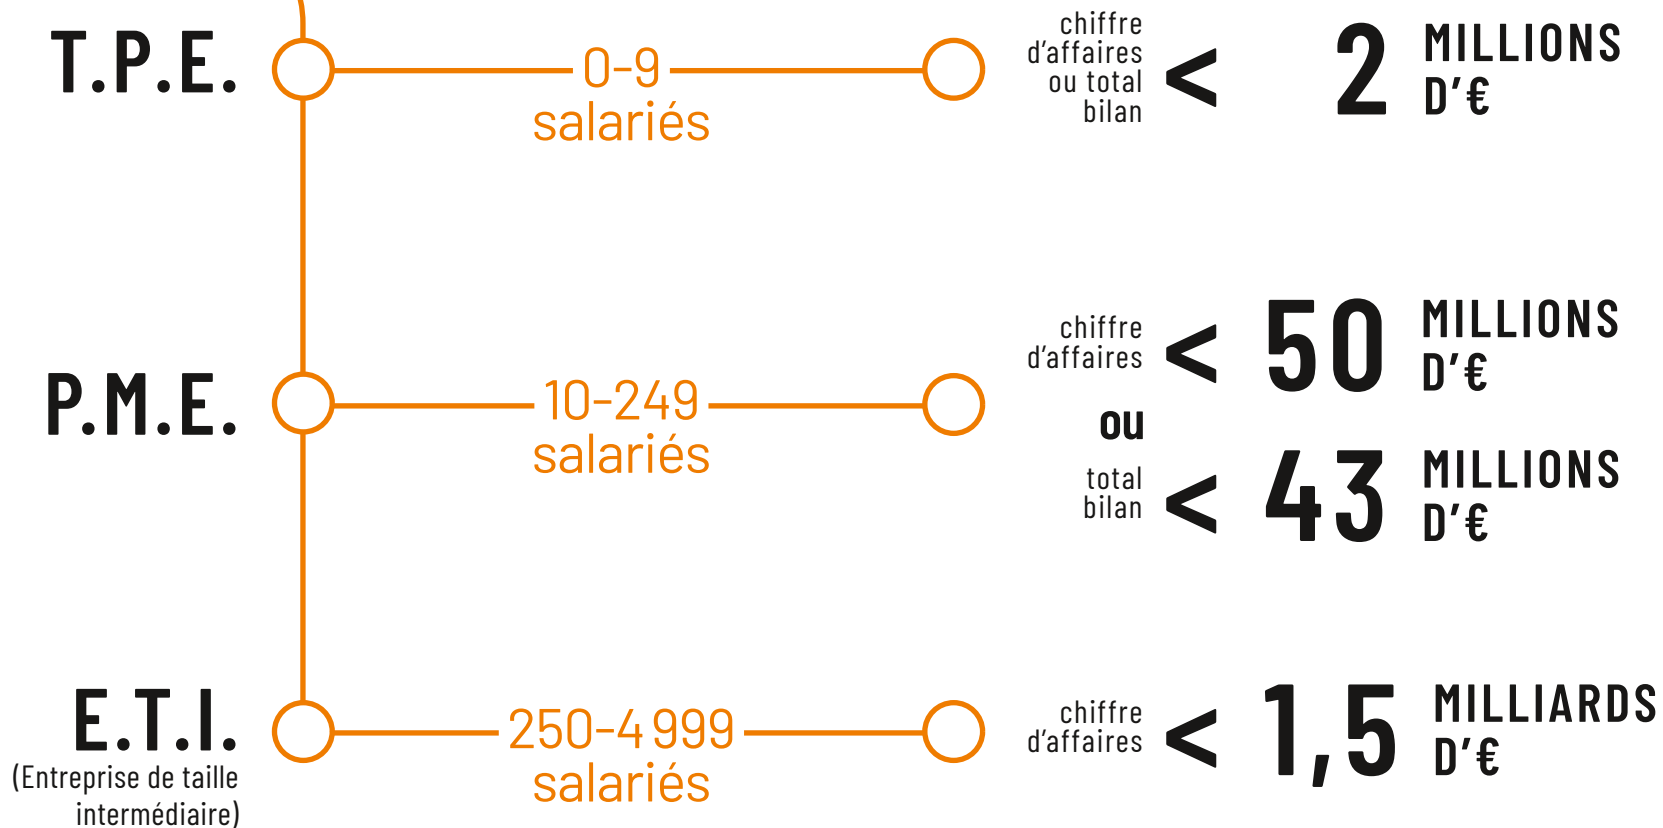 T.P.E.
0-9
salariés
chiffre
d’affaires
ou total
bilan
< 2 MILLIONS
D’€
P.M.E.
10-249
salariés
chiffre
d’affaires
< 50 MILLIONS
D’€
ou
total
bilan
< 43 MILLIONS
D’€
E.T.I.
(Entreprise de taille
intermédiaire)
250-4 999
salariés
chiffre
d’affaires
< 1,5 MILLIARDS
D’€